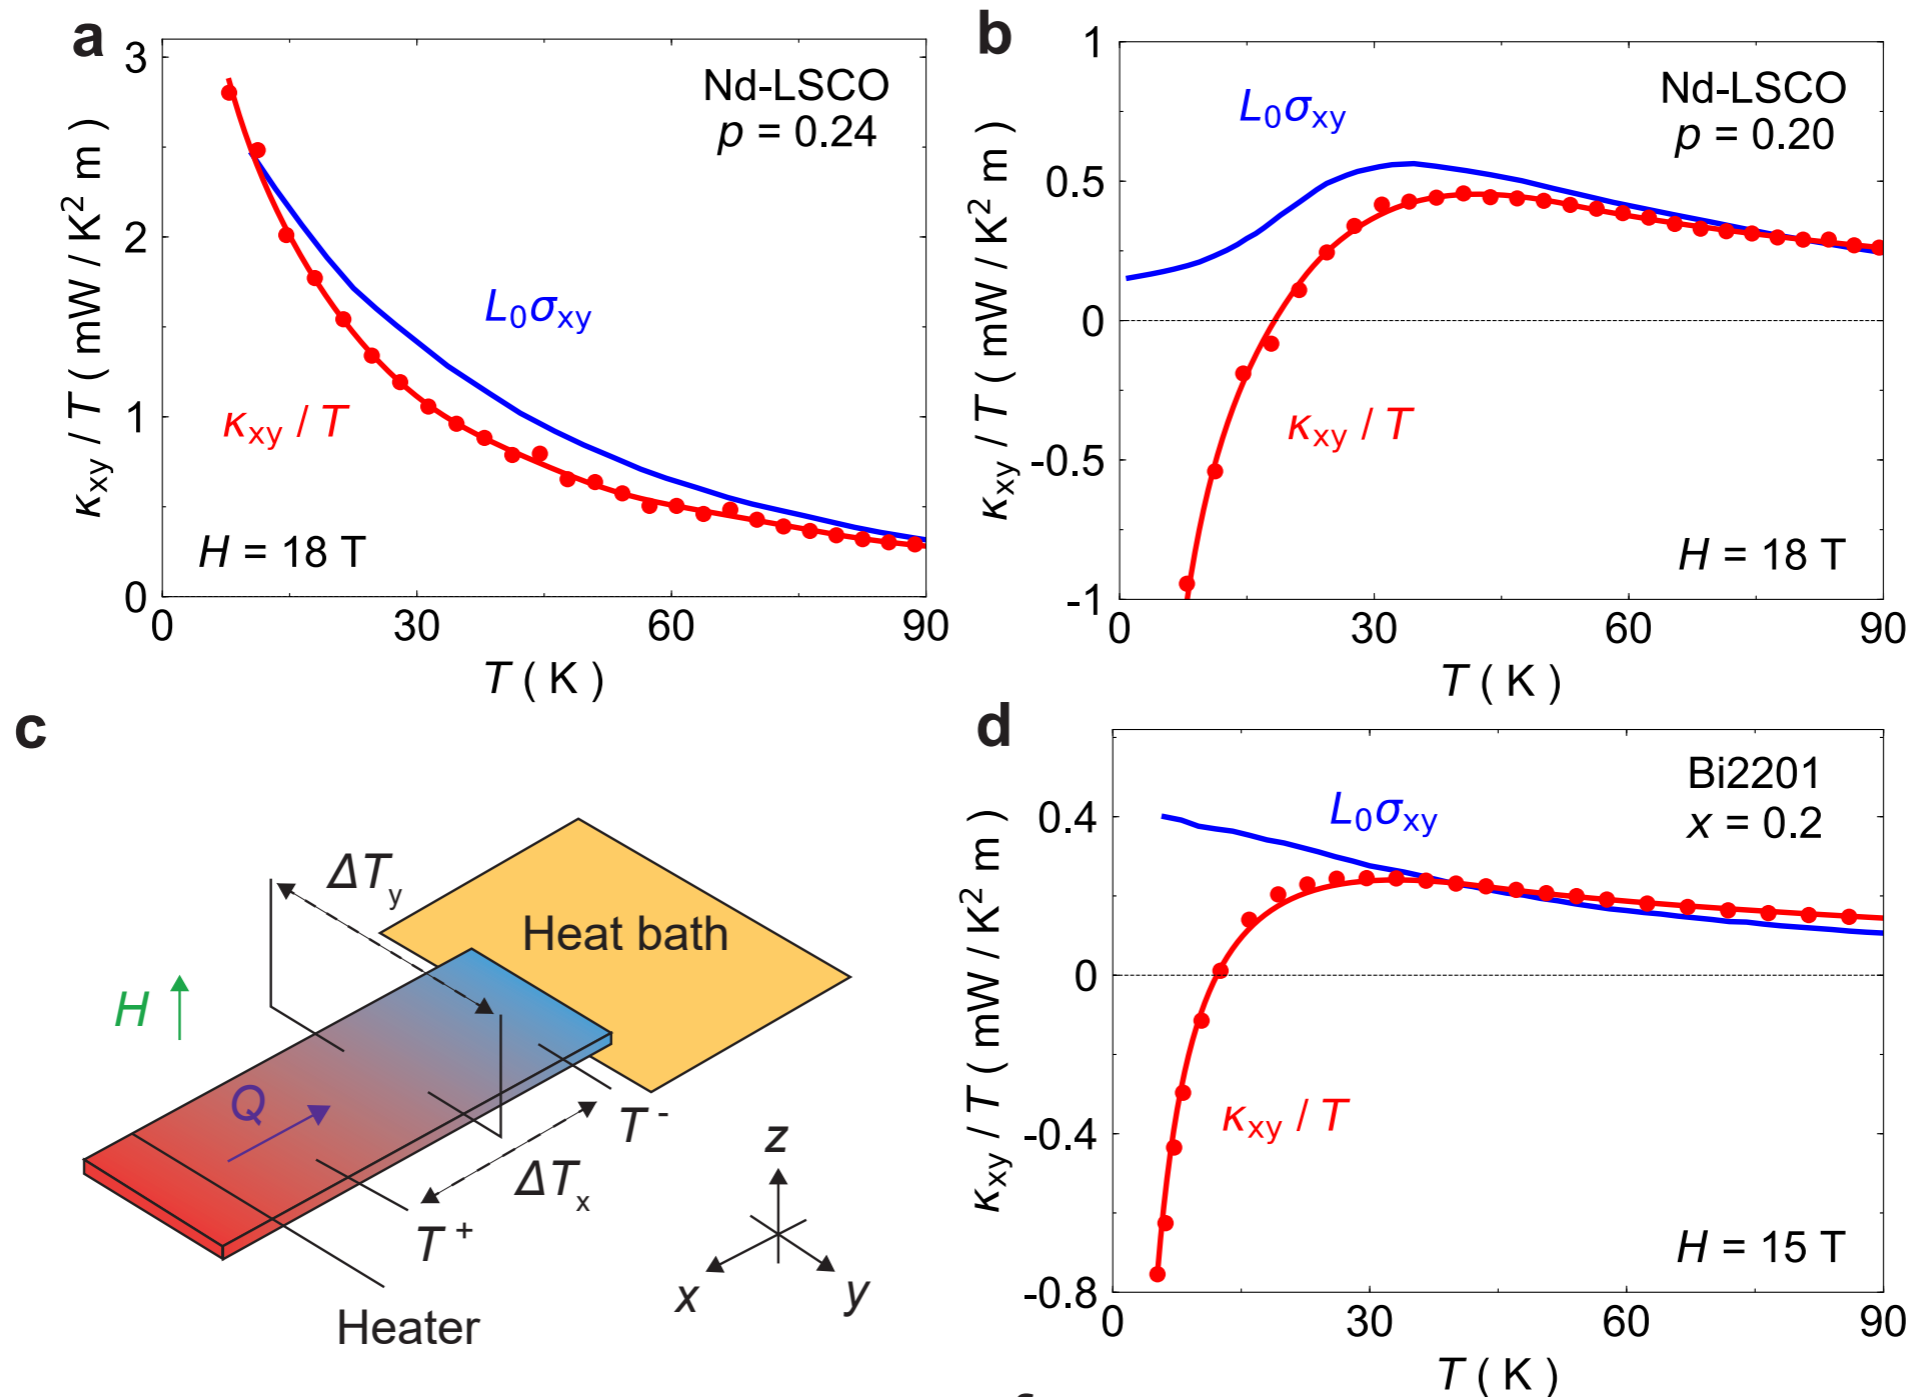 a
3
2
1
0
0
30
60
90
κxy / T ( mW / K² m )
T ( K )
Nd-LSCO
p = 0.24
L0σxy
κxy / T
H = 18 T
b
1
0.5
0
-0.5
-1
0
30
60
90
κxy / T ( mW / K² m )
T ( K )
Nd-LSCO
p = 0.20
L0σxy
κxy / T
H = 18 T
c
ΔTy
Heat bath
H
Q
T -
ΔTx
T +
Heater
z
x
y
d
0.4
0
-0.4
-0.8
0
30
60
90
κxy / T ( mW / K² m )
T ( K )
Bi2201
x = 0.2
L0σxy
κxy / T
H = 15 T